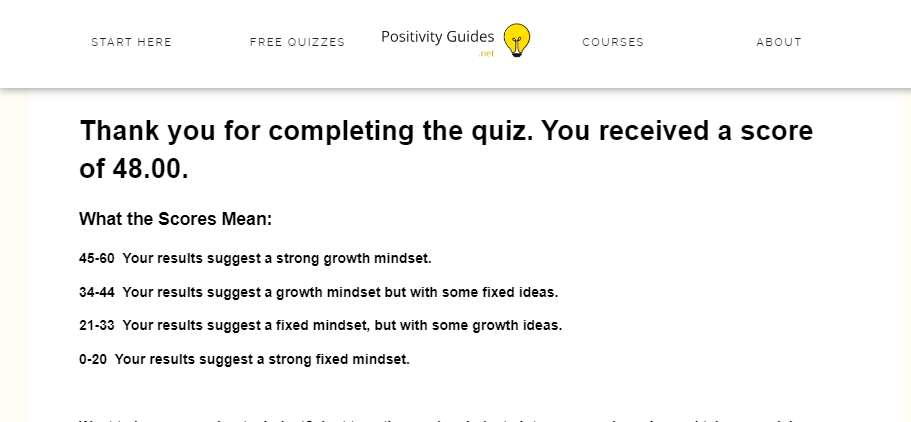 START HERE
FREE QUIZZES
Positivity Guides
.net
COURSES
ABOUT
Thank you for completing the quiz. You received a score
of 48.00.
What the Scores Mean:
45-60 Your results suggest a strong growth mindset.
34-44 Your results suggest a growth mindset but with some fixed ideas.
21-33 Your results suggest a fixed mindset, but with some growth ideas.
0-20 Your results suggest a strong fixed mindset.